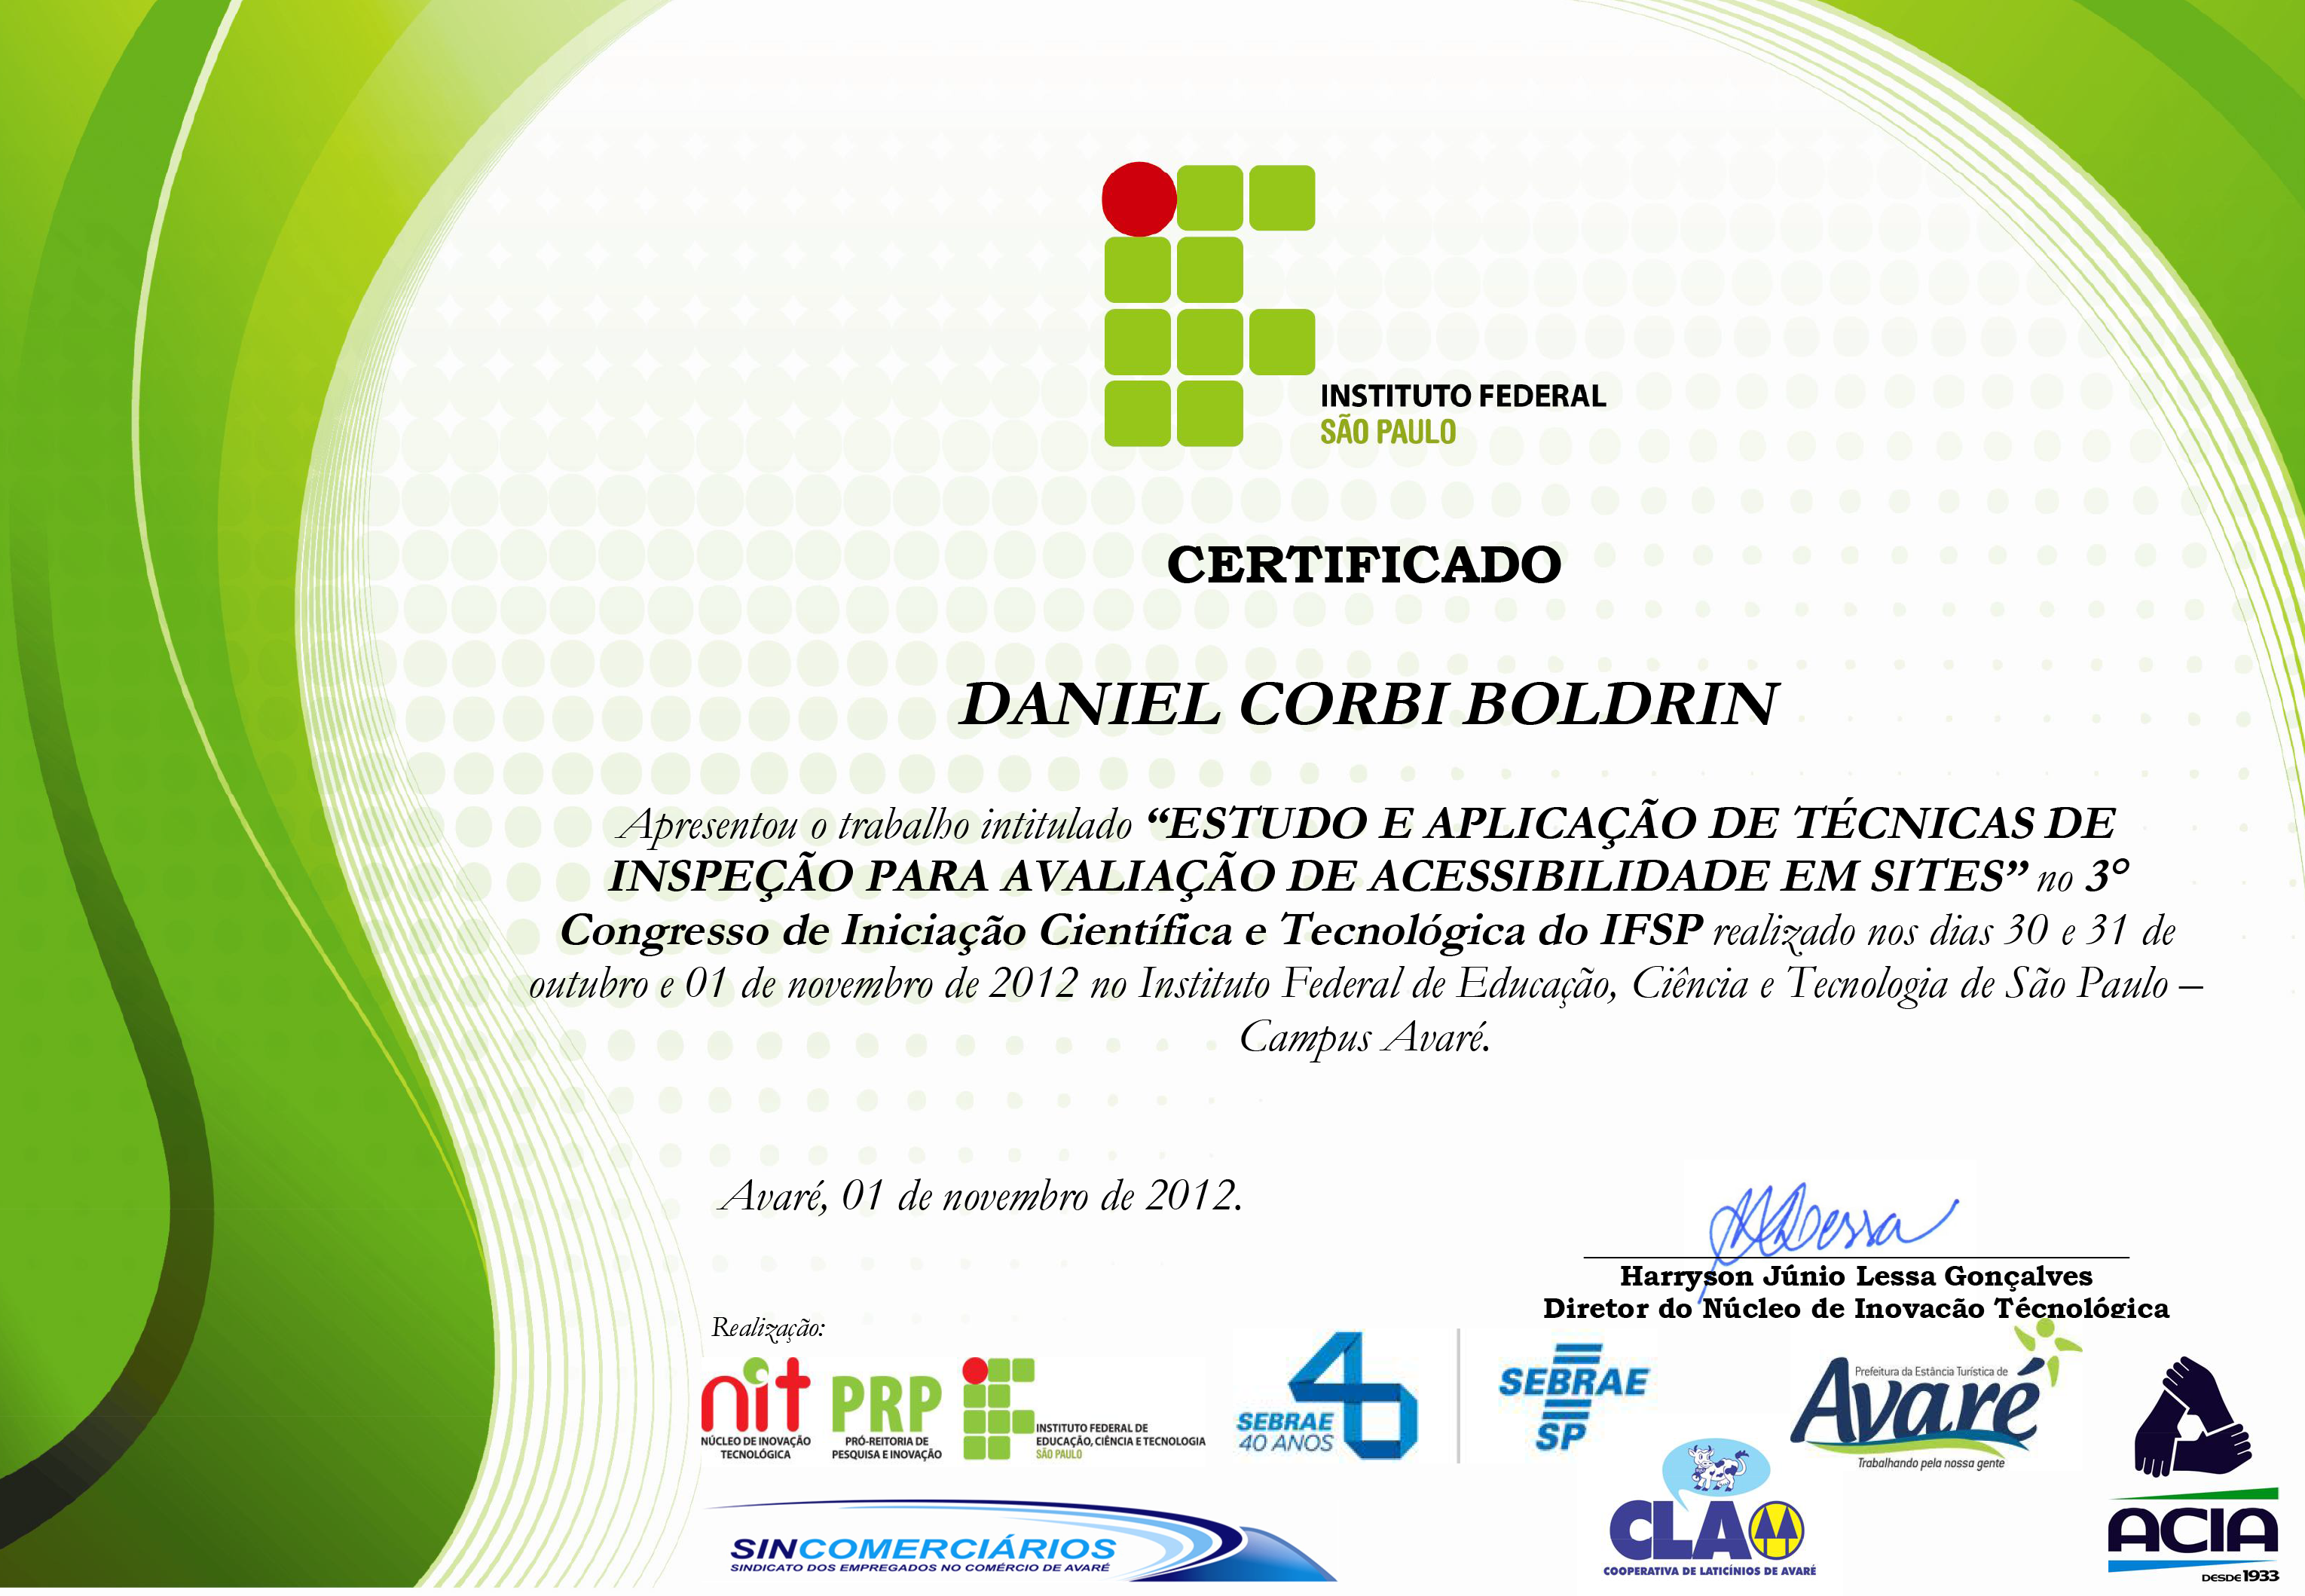 INSTITUTO FEDERAL
SÃO PAULO
CERTIFICADO
DANIEL CORBI BOLDRIN
Apresentou o trabalho intitulado “ESTUDO E APLICAÇÃO DE TÉCNICAS DE
INSPEÇÃO PARA AVALIAÇÃO DE ACESSIBILIDADE EM SITES” no 3°
Congresso de Iniciação Científica e Tecnológica do IFSP realizado nos dias 30 e 31 de
outubro e 01 de novembro de 2012 no Instituto Federal de Educação, Ciência e Tecnologia de São Paulo –
Campus Avaré.
Avaré, 01 de novembro de 2012.
Harryson Júnio Lessa Gonçalves
Diretor do Núcleo de Inovacão Técnológica
Realização:
nit
NÚCLEO DE INOVAÇÃO
TECNOLÓGICA
PRP
PRÓ-REITORIA DE
PESQUISA E INOVAÇÃO
INSTITUTO FEDERAL DE
EDUCAÇÃO, CIÊNCIA E TECNOLOGIA
SÃO PAULO
40
SEBRAE
40 ANOS
SEBRAE
SP
Prefeitura da Estância Turística de
Avaré
Trabalhando pela nossa gente
SINCOMERCIÁRIOS
SINDICATO DOS EMPREGADOS NO COMÉRCIO DE AVARÉ
CLA
COOPERATIVA DE LATICÍNIOS DE AVARÉ
ACIA
DESDE 1933